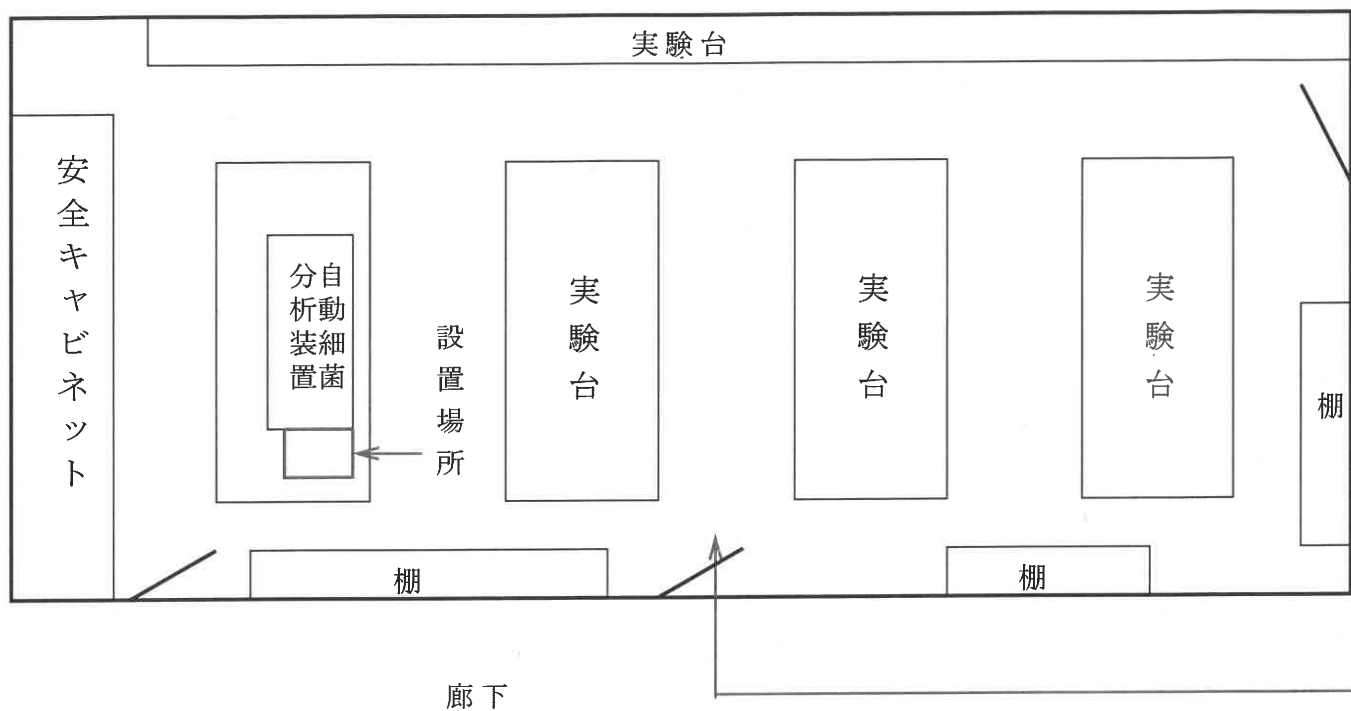 実験台
安全キャビネット
自動細菌
分析装置
設置場所
実験台
実験台
実験台
棚
棚
棚
廊下